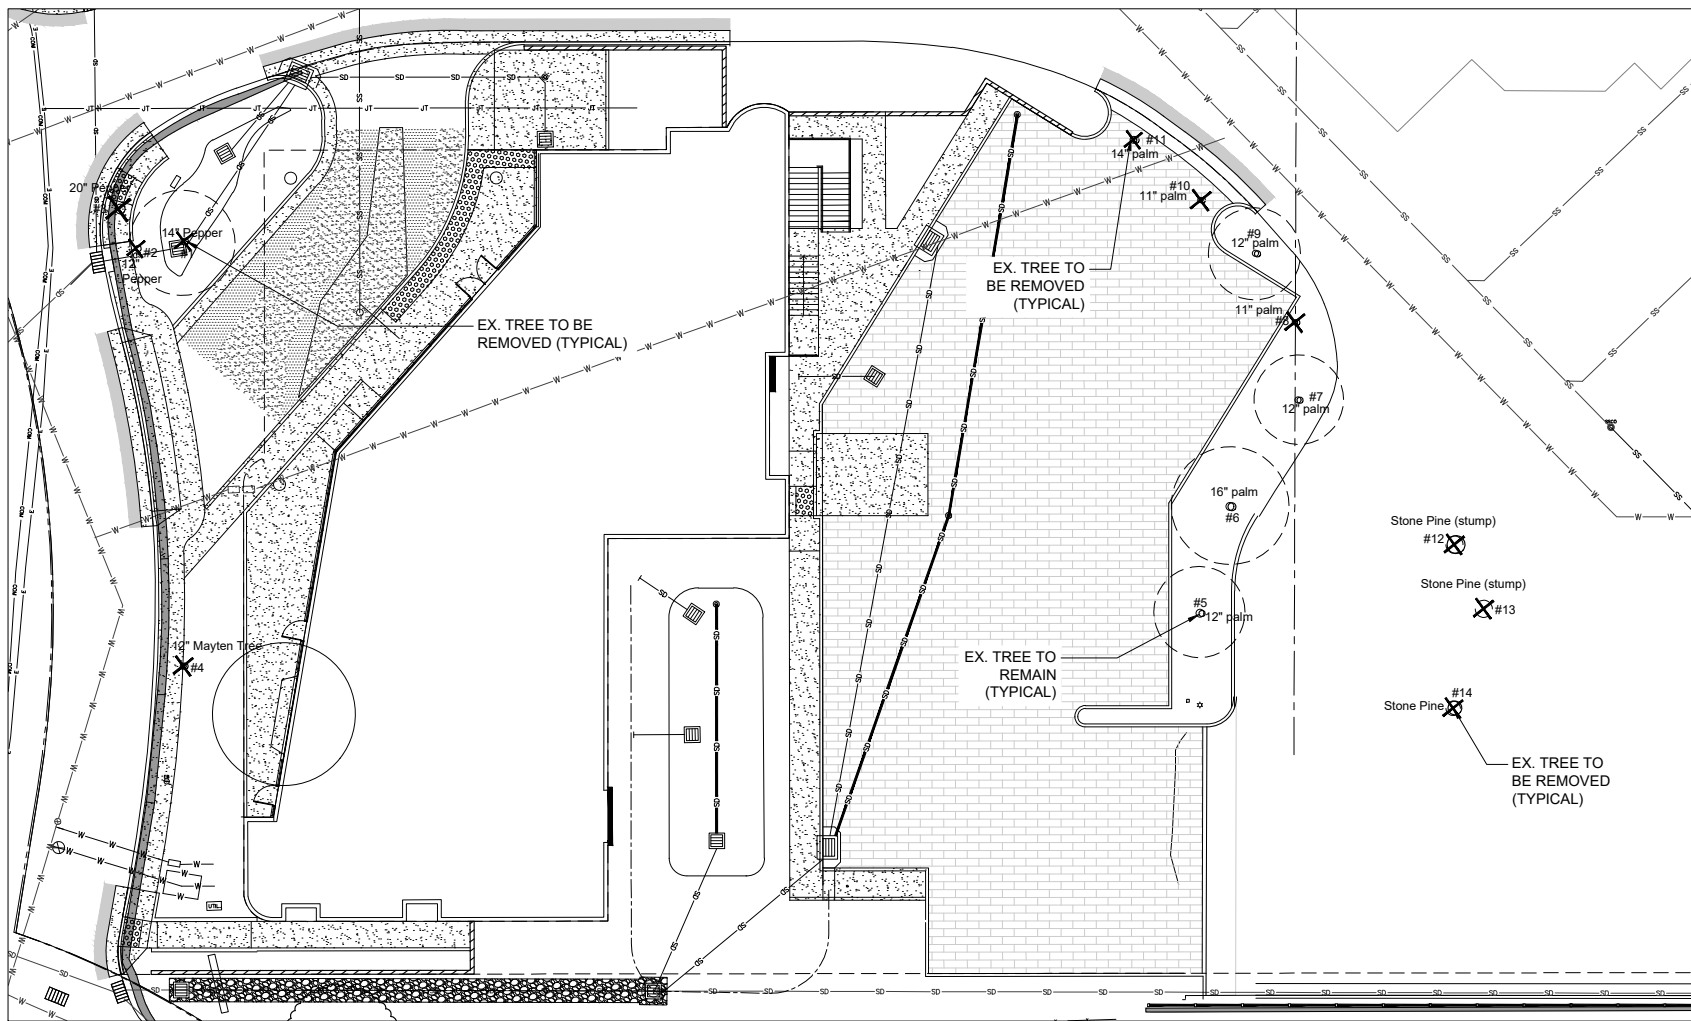 #11
14" palm
#10
11" palm
20" Pepper
14" Pepper
#1
#2
Pepper
#9
12" palm
EX. TREE TO
BE REMOVED
(TYPICAL)
11" palm
#8
EX. TREE TO BE
REMOVED (TYPICAL)
#7
12" palm
16" palm
#6
Stone Pine (stump)
#12
Stone Pine (stump)
#13
#5
12" palm
12" Mayten Tree
#4
EX. TREE TO
REMAIN
(TYPICAL)
#14
Stone Pine
EX. TREE TO
BE REMOVED
(TYPICAL)
UTIL